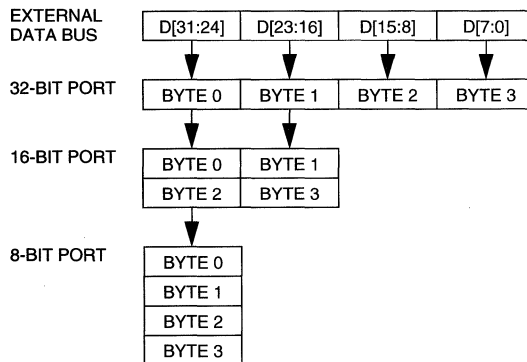 EXTERNAL
DATA BUS
D[31:24] D[23:16] D[15:8] D[7:0]
32-BIT PORT
BYTE 0 BYTE 1 BYTE 2 BYTE 3
16-BIT PORT
BYTE 0 BYTE 1
BYTE 2 BYTE 3
8-BIT PORT
BYTE 0
BYTE 1
BYTE 2
BYTE 3